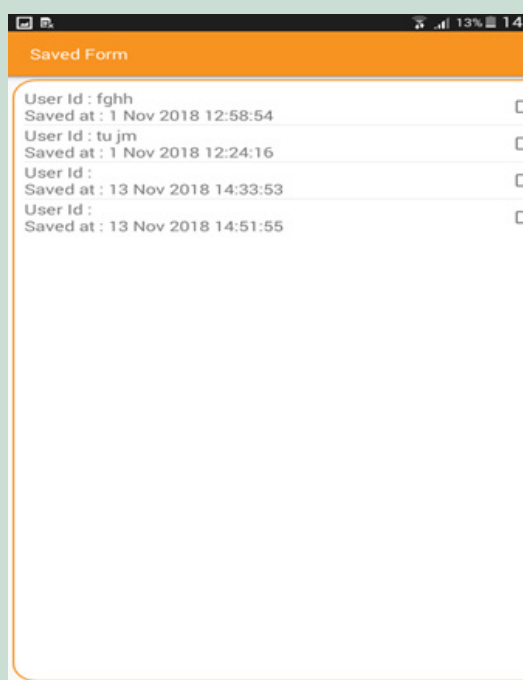 13% 14
Saved Form
User Id : fghh
Saved at : 1 Nov 2018 12:58:54
User Id : tu jm
Saved at : 1 Nov 2018 12:24:16
User Id :
Saved at : 13 Nov 2018 14:33:53
User Id :
Saved at : 13 Nov 2018 14:51:55